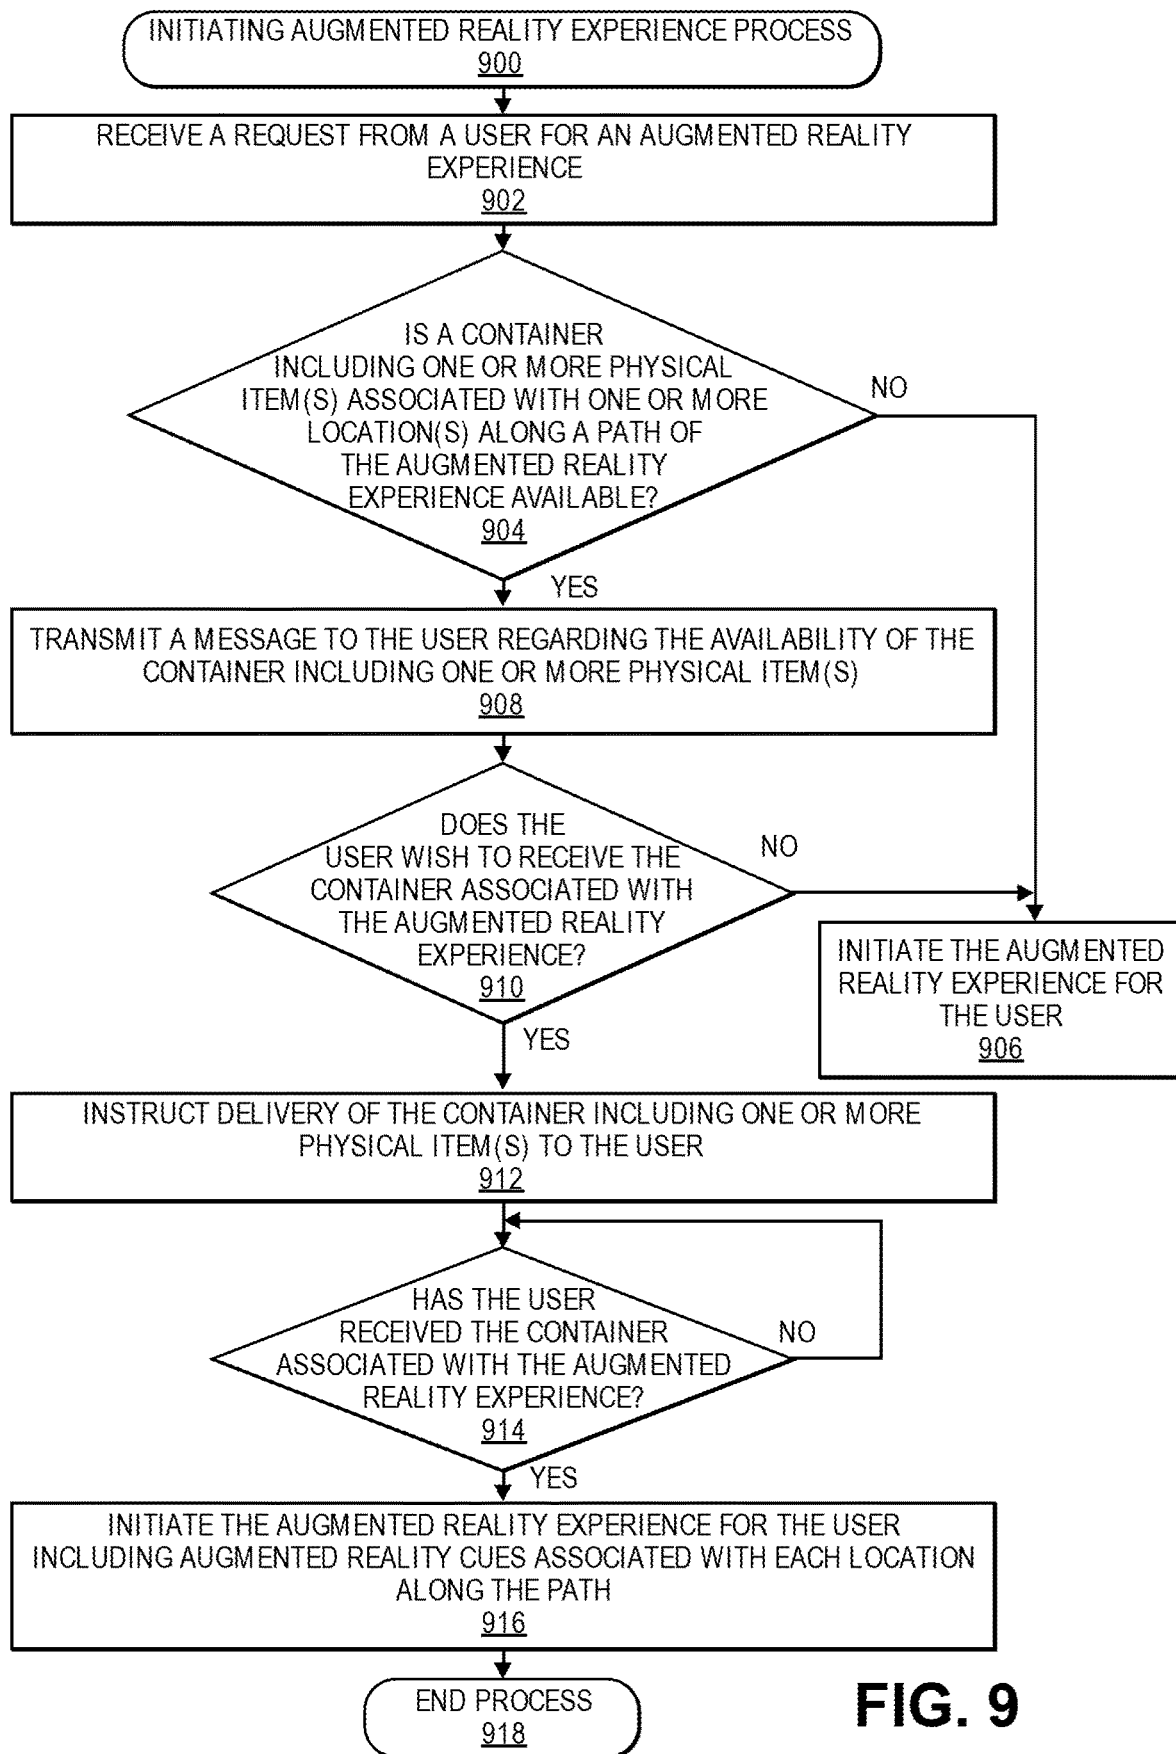 INITIATING AUGMENTED REALITY EXPERIENCE PROCESS
900
RECEIVE A REQUEST FROM A USER FOR AN AUGMENTED REALITY
EXPERIENCE
902
IS A CONTAINER
INCLUDING ONE OR MORE PHYSICAL
ITEM(S) ASSOCIATED WITH ONE OR MORE
LOCATION(S) ALONG A PATH OF
THE AUGMENTED REALITY
EXPERIENCE AVAILABLE?
904
NO
YES
TRANSMIT A MESSAGE TO THE USER REGARDING THE AVAILABILITY OF THE
CONTAINER INCLUDING ONE OR MORE PHYSICAL ITEM(S)
908
DOES THE
USER WISH TO RECEIVE THE
CONTAINER ASSOCIATED WITH
THE AUGMENTED REALITY
EXPERIENCE?
910
NO
YES
INITIATE THE AUGMENTED
REALITY EXPERIENCE FOR
THE USER
906
INSTRUCT DELIVERY OF THE CONTAINER INCLUDING ONE OR MORE
PHYSICAL ITEM(S) TO THE USER
912
HAS THE USER
RECEIVED THE CONTAINER
ASSOCIATED WITH THE AUGMENTED
REALITY EXPERIENCE?
914
NO
YES
INITIATE THE AUGMENTED REALITY EXPERIENCE FOR THE USER
INCLUDING AUGMENTED REALITY CUES ASSOCIATED WITH EACH LOCATION
ALONG THE PATH
916
END PROCESS
918
FIG. 9